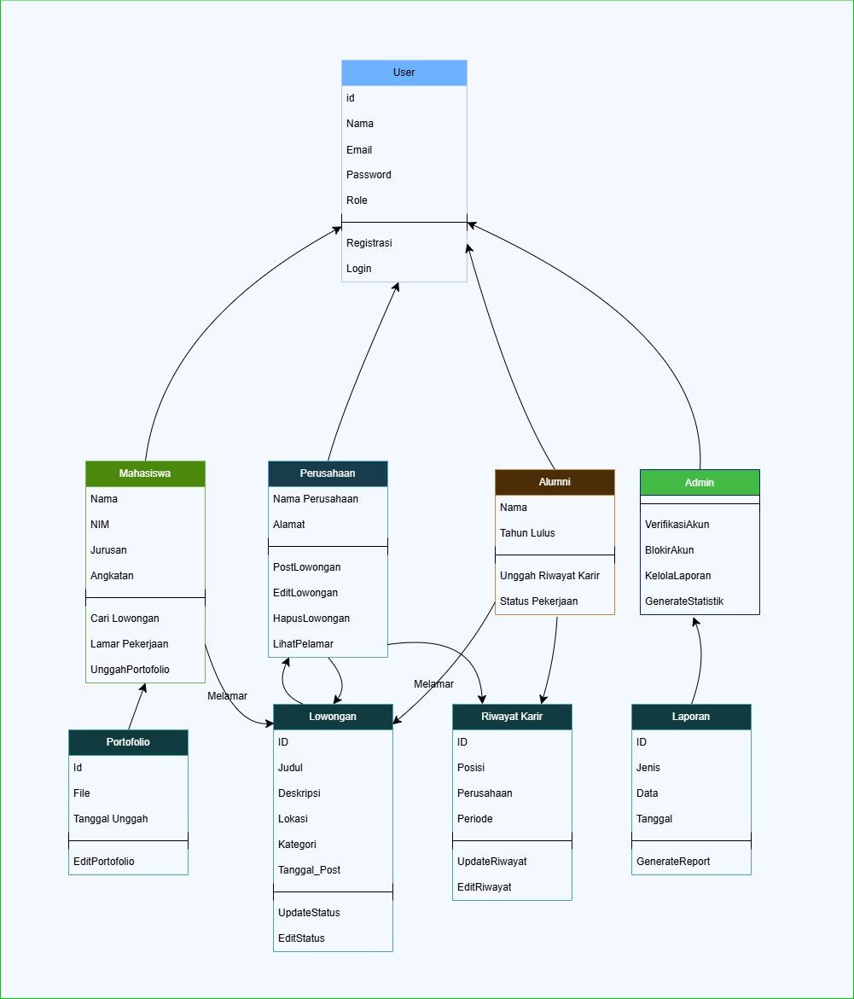 User
id
Nama
Email
Password
Role
Registrasi
Login
Mahasiswa
Nama
NIM
Jurusan
Angkatan
Cari Lowongan
Lamar Pekerjaan
UnggahPortofolio
Perusahaan
Nama Perusahaan
Alamat
PostLowongan
EditLowongan
HapusLowongan
LihatPelamar
Alumni
Nama
Tahun Lulus
Unggah Riwayat Karir
Status Pekerjaan
Admin
VerifikasiAkun
BlokirAkun
KelolaLaporan
GenerateStatistik
Melamar
Melamar
Portofolio
Id
File
Tanggal Unggah
EditPortofolio
Lowongan
ID
Judul
Deskripsi
Lokasi
Kategori
Tanggal_Post
UpdateStatus
EditStatus
Riwayat Karir
ID
Posisi
Perusahaan
Periode
UpdateRiwayat
EditRiwayat
Laporan
ID
Jenis
Data
Tanggal
GenerateReport